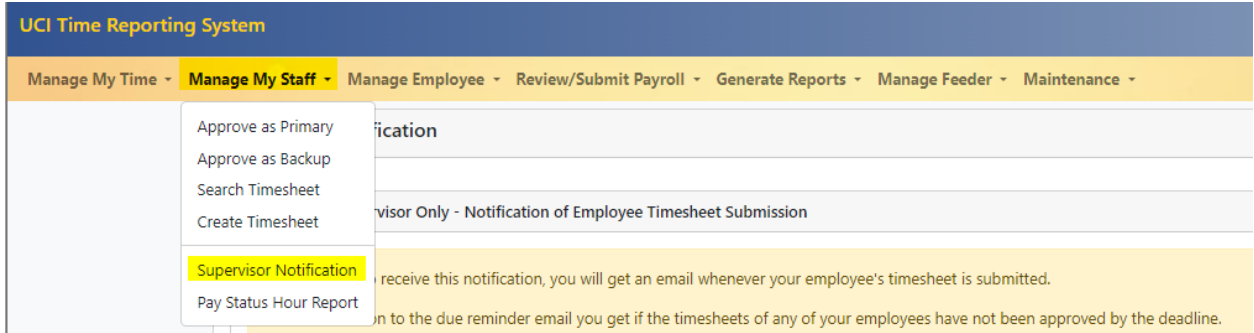 UCI Time Reporting System
Manage My Time Manage My Staff Manage Employee Review/Submit Payroll Generate Reports Manage Feeder Maintenance
Approve as Primary
Approve as Backup
Search Timesheet
Create Timesheet
Supervisor Notification
Pay Status Hour Report
ification
rvisor Only - Notification of Employee Timesheet Submission
receive this notification, you will get an email whenever your employee's timesheet is submitted.
on to the due reminder email you get if the timesheets of any of your employees have not been approved by the deadline.